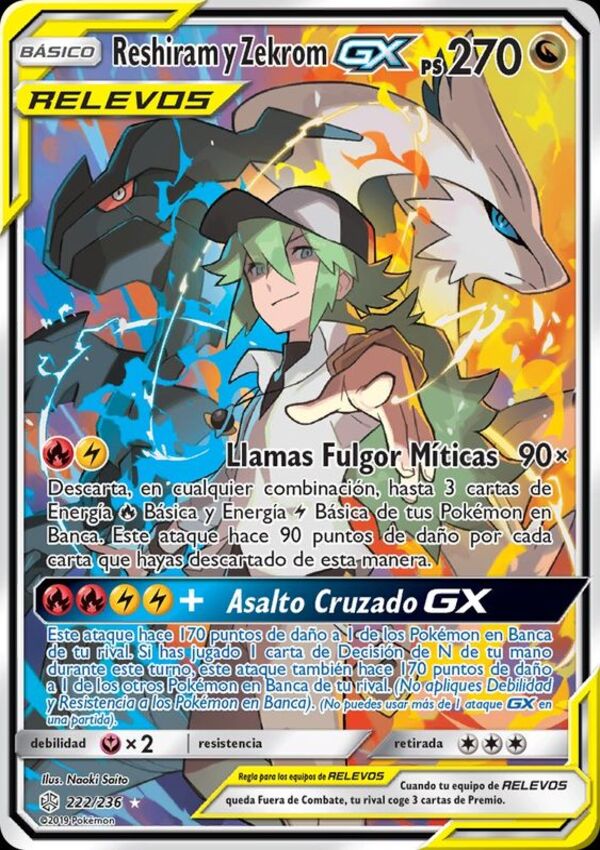 BÁSICO Reshiram y Zekrom GX PS 270
RELEVOS
Llamas Fulgor Míticas 90×
Descarta, en cualquier combinación, hasta 3 cartas de
Energía Básica y Energía Básica de tus Pokémon en
Banca. Este ataque hace 90 puntos de daño por cada
carta que hayas descartado de esta manera.
+ Asalto Cruzado GX
Este ataque hace 170 puntos de daño a 1 de los Pokémon en Banca
de tu rival. Si has jugado 1 carta de Decisión de N de tu mano
durante este turno, este ataque también hace 170 puntos de daño
a 1 de los otros Pokémon en Banca de tu rival. (No apliques Debilidad
y Resistencia a los Pokémon en Banca). (No puedes usar más de 1 ataque GX en
una partida).
debilidad × 2 resistencia retirada
Ilus. Naoki Saito
Regla para los equipos de RELEVOS
Cuando tu equipo de RELEVOS
queda Fuera de Combate, tu rival coge 3 cartas de Premio.
222/236
©2019 Pokémon